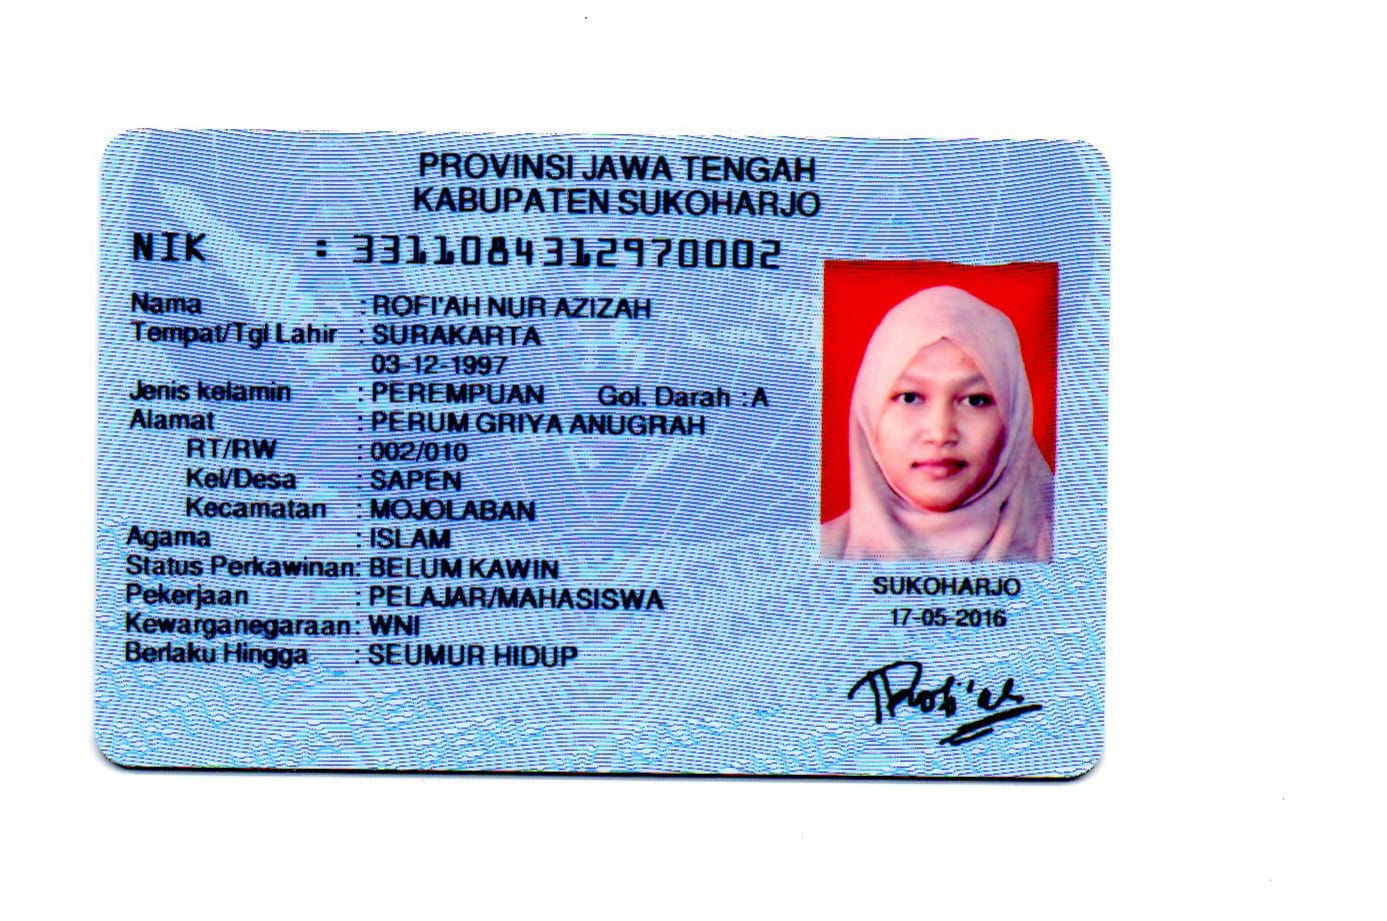 PROVINSI JAWA TENGAH
KABUPATEN SUKOHARJO
NIK : 3311084312970002
Nama : ROFI'AH NUR AZIZAH
Tempat/Tgl Lahir : SURAKARTA
03-12-1997
Jenis kelamin : PEREMPUAN Gol. Darah : A
Alamat : PERUM GRIYA ANUGRAH
RT/RW : 002/010
Kel/Desa : SAPEN
Kecamatan : MOJOLABAN
Agama : ISLAM
Status Perkawinan: BELUM KAWIN
Pekerjaan : PELAJAR/MAHASISWA
Kewarganegaraan: WNI
Berlaku Hingga : SEUMUR HIDUP
SUKOHARJO
17-05-2016